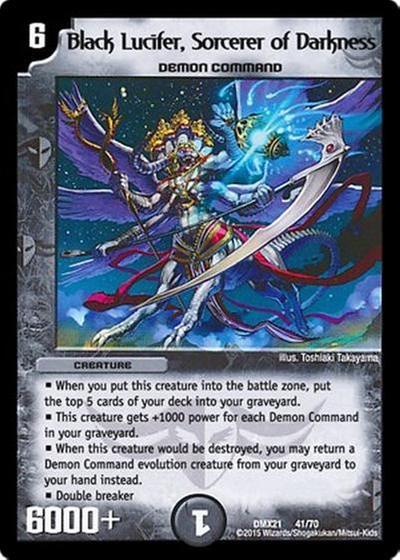 6 Black Lucifer, Sorcerer of Darkness
DEMON COMMAND
illus. Toshiaki Takayama
CREATURE
■ When you put this creature into the battle zone, put
the top 5 cards of your deck into your graveyard.
■ This creature gets +1000 power for each Demon Command
in your graveyard.
■ When this creature would be destroyed, you may return a
Demon Command evolution creature from your graveyard to
your hand instead.
■ Double breaker
6000+
1
DMX21 41/70
©2015 Wizards/Shogakukan/Mitsui-Kids